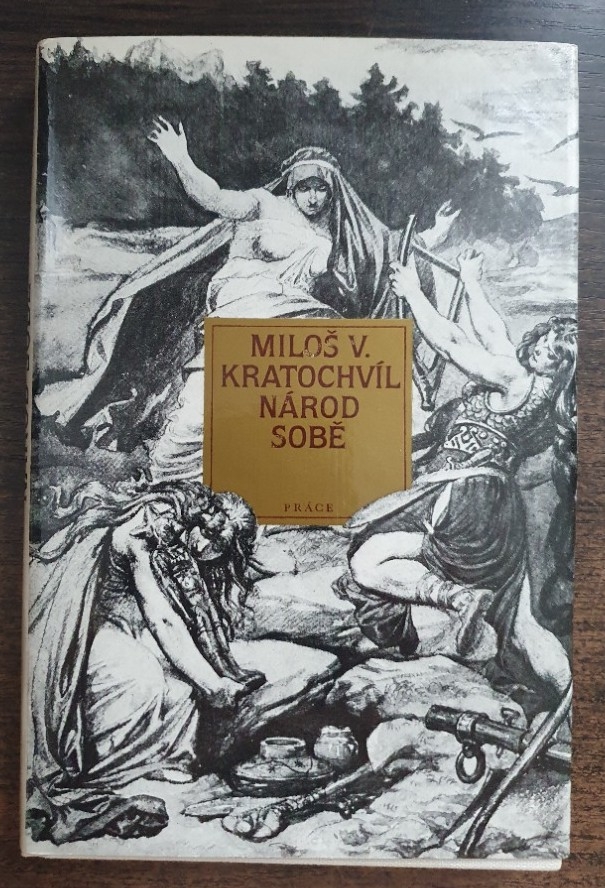 MILOŠ V.
KRATOCHVÍL
NÁROD
SOBĚ
PRÁCE